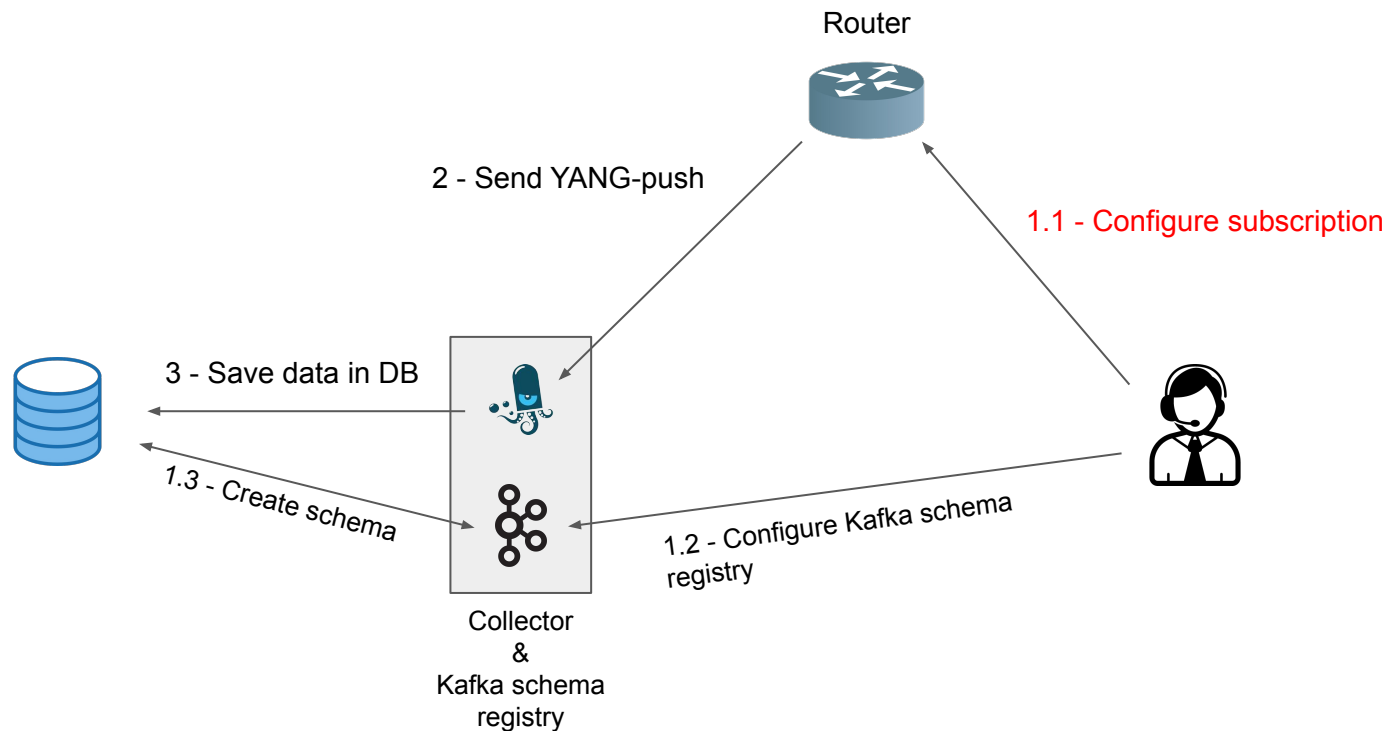 Router
2 - Send YANG-push
1.1 - Configure subscription
3 - Save data in DB
1.3 - Create schema
1.2 - Configure Kafka schema
registry
Collector
&
Kafka schema
registry